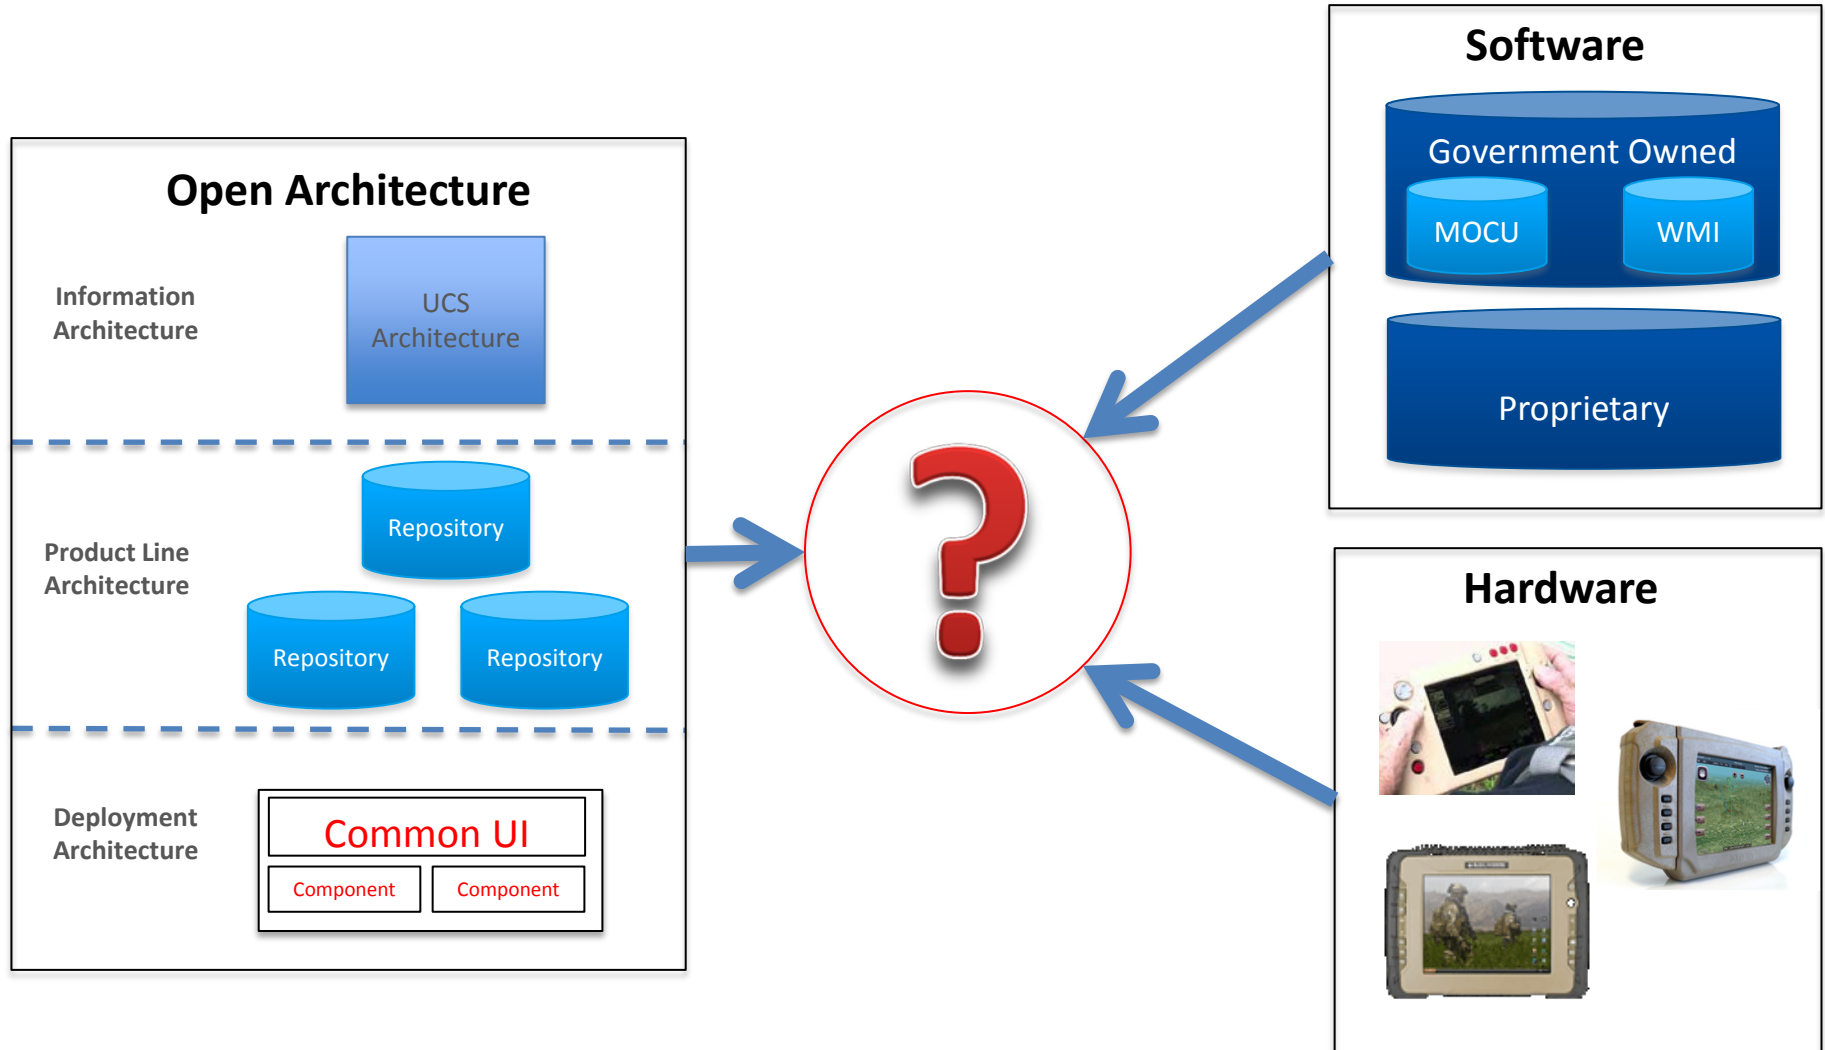 Open Architecture
Information
Architecture
UCS
Architecture
Product Line
Architecture
Repository
Repository
Repository
Deployment
Architecture
Common UI
Component
Component
?
Software
Government Owned
MOCU
WMI
Proprietary
Hardware